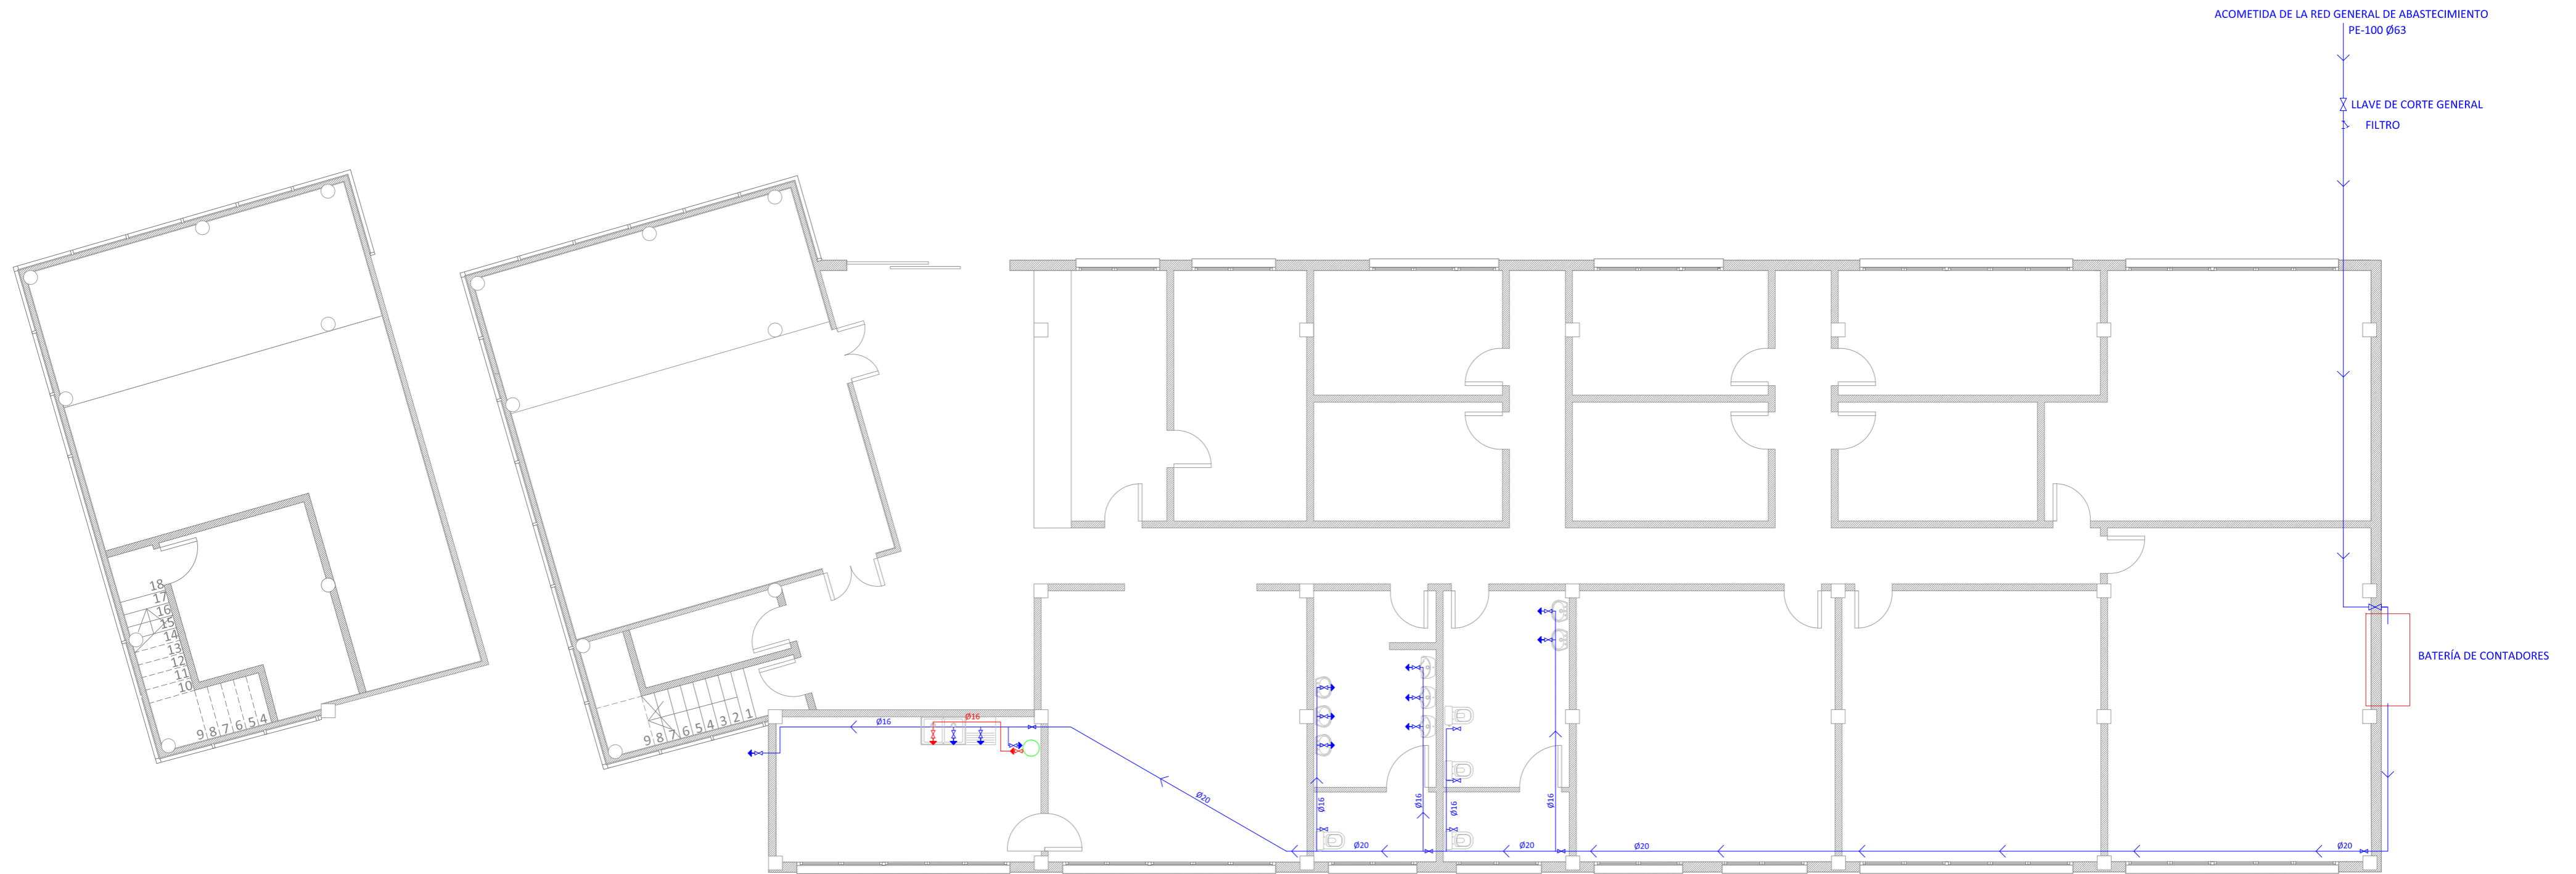 ACOMETIDA DE LA RED GENERAL DE ABASTECIMIENTO
PE-100 Ø63
LLAVE DE CORTE GENERAL
FILTRO
BATERÍA DE CONTADORES
18
17
16
15
14
13
12
11
10
9 8 7 6 5 4
9 8 7 6 5 4 3 2 1
Ø16
Ø16
Ø20
Ø16
Ø16
Ø16
Ø16
Ø20
Ø20
Ø20
Ø20